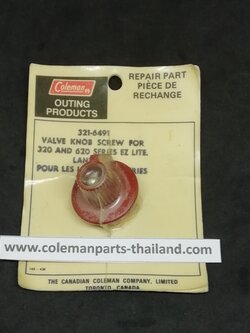 Coleman
OUTING
PRODUCTS
REPAIR PART
PIÈCE DE
RECHANGE
321-6491
VALVE KNOB SCREW FOR
320 AND 620 SERIES EZ LITE.
POUR LES
www.colemanparts-thailand.com
THE CANADIAN COLEMAN COMPANY, LIMITED
TORONTO, CANADA